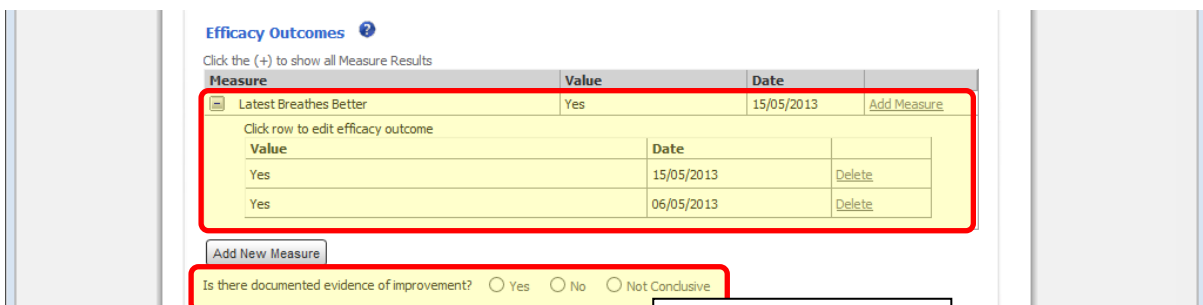 Efficacy Outcomes ?
Click the (+) to show all Measure Results
Measure Value Date
Latest Breathes Better Yes 15/05/2013 Add Measure
Click row to edit efficacy outcome
Value Date
Yes 15/05/2013 Delete
Yes 06/05/2013 Delete
Add New Measure
Is there documented evidence of improvement? Yes No Not Conclusive